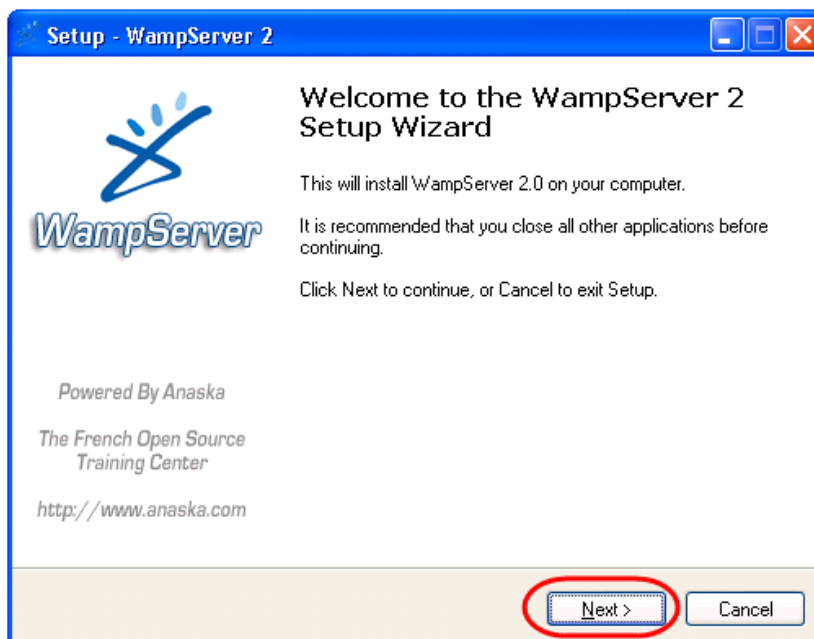 Setup - WampServer 2
Welcome to the WampServer 2
Setup Wizard
This will install WampServer 2.0 on your computer.
It is recommended that you close all other applications before
continuing.
Click Next to continue, or Cancel to exit Setup.
WampServer
Powered By Anaska
The French Open Source
Training Center
http://www.anaska.com
Next >
Cancel